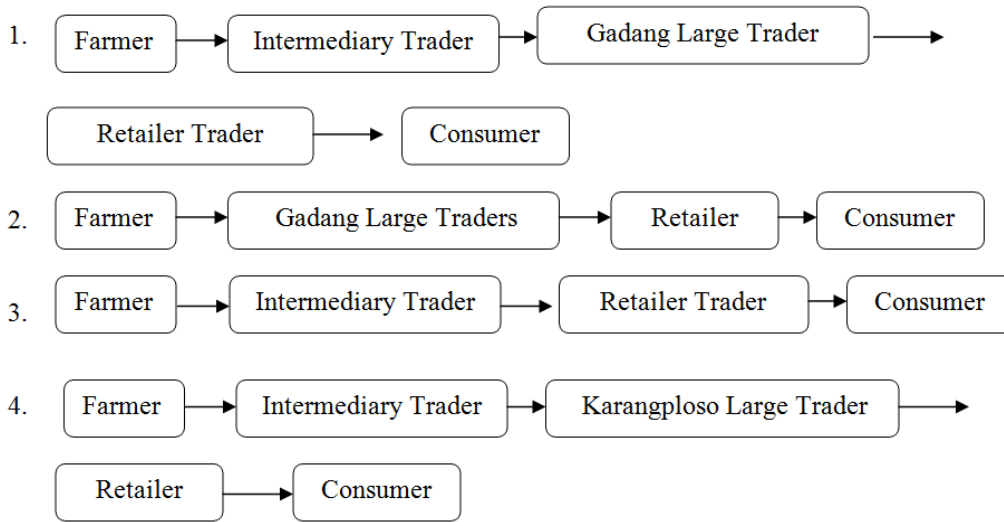 1. Farmer Intermediary Trader Gadang Large Trader
Retailer Trader Consumer
2. Farmer Gadang Large Traders Retailer Consumer
3. Farmer Intermediary Trader Retailer Trader Consumer
4. Farmer Intermediary Trader Karangploso Large Trader
Retailer Consumer